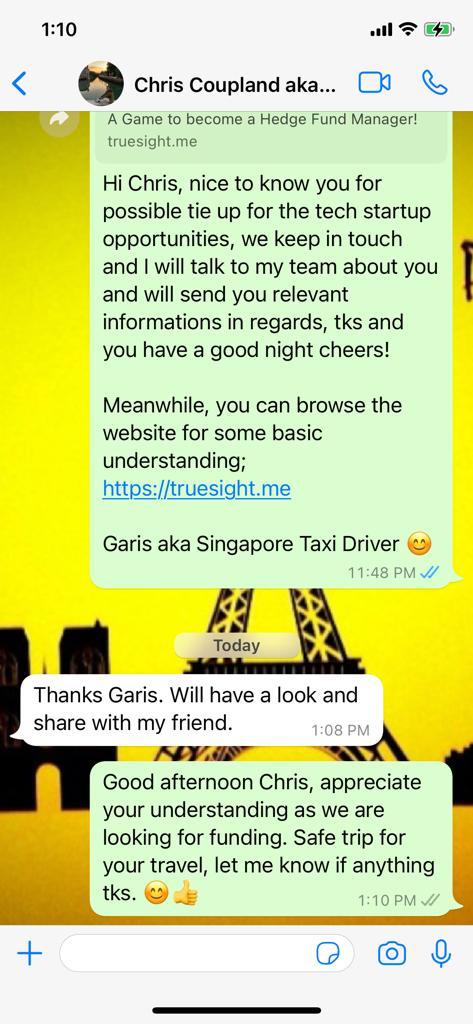 1:10
Chris Coupland aka...
A Game to become a Hedge Fund Manager!
truesight.me
Hi Chris, nice to know you for
possible tie up for the tech startup
opportunities, we keep in touch
and I will talk to my team about you
and will send you relevant
informations in regards, tks and
you have a good night cheers!
Meanwhile, you can browse the
website for some basic
understanding;
https://truesight.me
Garis aka Singapore Taxi Driver 😊
11:48 PM
Today
Thanks Garis. Will have a look and
share with my friend.
1:08 PM
Good afternoon Chris, appreciate
your understanding as we are
looking for funding. Safe trip for
your travel, let me know if anything
tks. 😊👍
1:10 PM